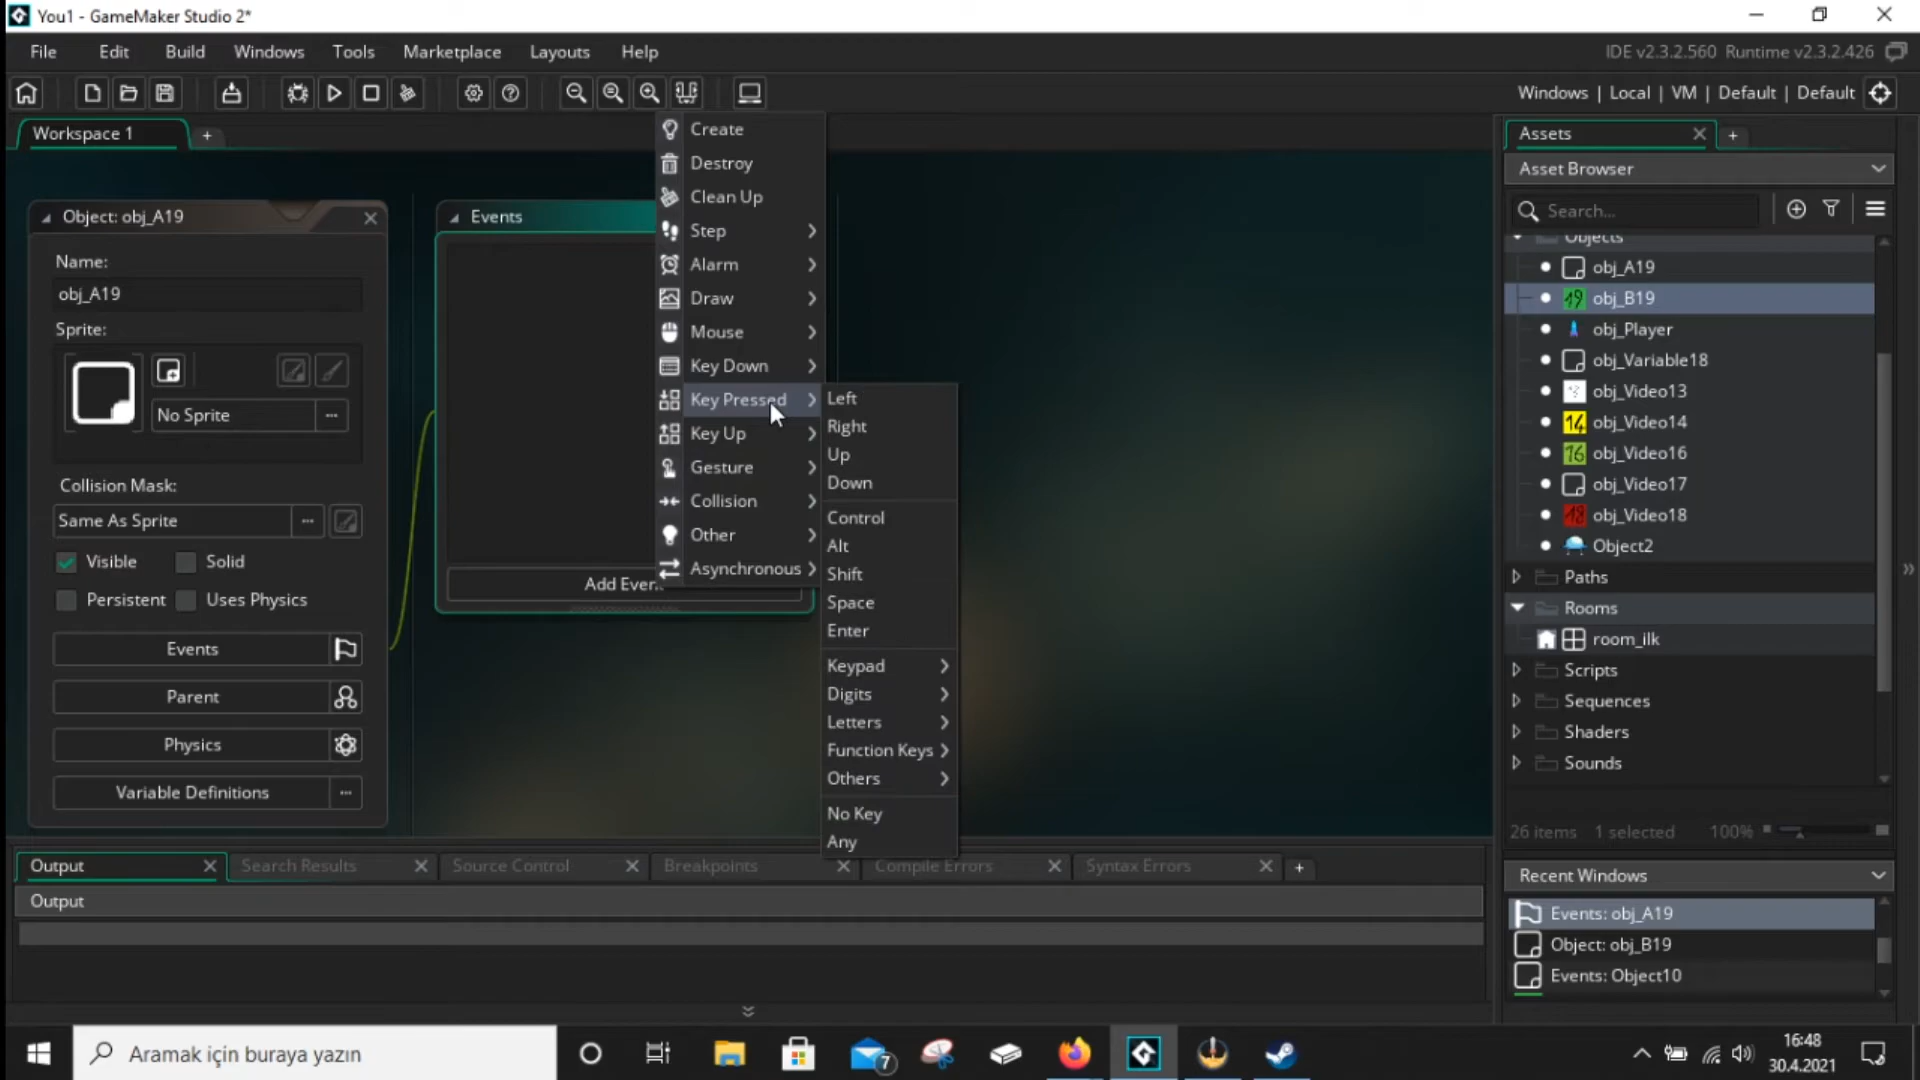 You1 - GameMaker Studio 2*
File Edit Build Windows Tools Marketplace Layouts Help
IDE v2.3.2.560 Runtime v2.3.2.426
Windows | Local | VM | Default | Default
Workspace 1
Object: obj_A19
Name:
obj_A19
Sprite:
No Sprite
Collision Mask:
Same As Sprite
Visible Solid
Persistent Uses Physics
Events
Parent
Physics
Variable Definitions
Events
Add Event
Create
Destroy
Clean Up
Step
Alarm
Draw
Mouse
Key Down
Key Pressed
Key Up
Gesture
Collision
Other
Asynchronous
Left
Right
Up
Down
Control
Alt
Shift
Space
Enter
Keypad
Digits
Letters
Function Keys
Others
No Key
Any
Assets
Asset Browser
Search...
Objects
obj_A19
19 obj_B19
obj_Player
obj_Variable18
obj_Video13
14 obj_Video14
16 obj_Video16
obj_Video17
18 obj_Video18
Object2
Paths
Rooms
room_ilk
Scripts
Sequences
Shaders
Sounds
26 items 1 selected 100%
Recent Windows
Events: obj_A19
Object: obj_B19
Events: Object10
Output Search Results Source Control Breakpoints Compile Errors Syntax Errors
Output
Aramak için buraya yazın
7
16:48
30.4.2021